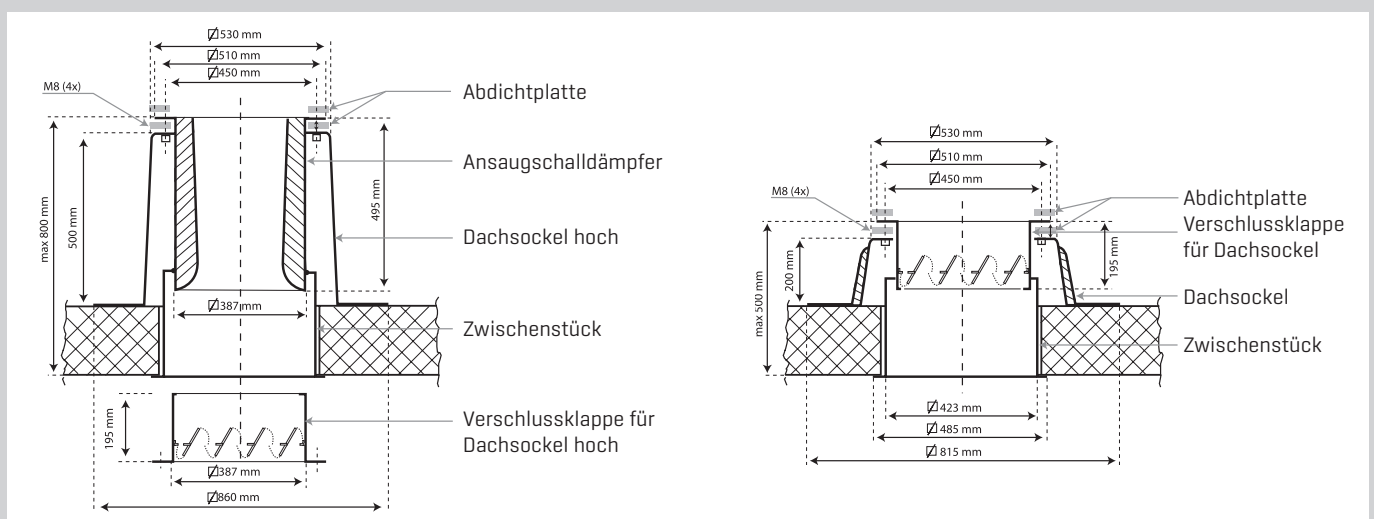 ⌀530 mm
⌀510 mm
⌀450 mm
M8 (4x)
Abdichtplatte
Ansaugschalldämpfer
max 800 mm
500 mm
495 mm
Dachsockel hoch
⌀387 mm
Zwischenstück
195 mm
Verschlussklappe für
Dachsockel hoch
⌀387 mm
⌀860 mm
⌀530 mm
⌀510 mm
⌀450 mm
M8 (4x)
Abdichtplatte
Verschlussklappe
für Dachsockel
max 500 mm
200 mm
195 mm
Dachsockel
Zwischenstück
⌀423 mm
⌀485 mm
⌀815 mm